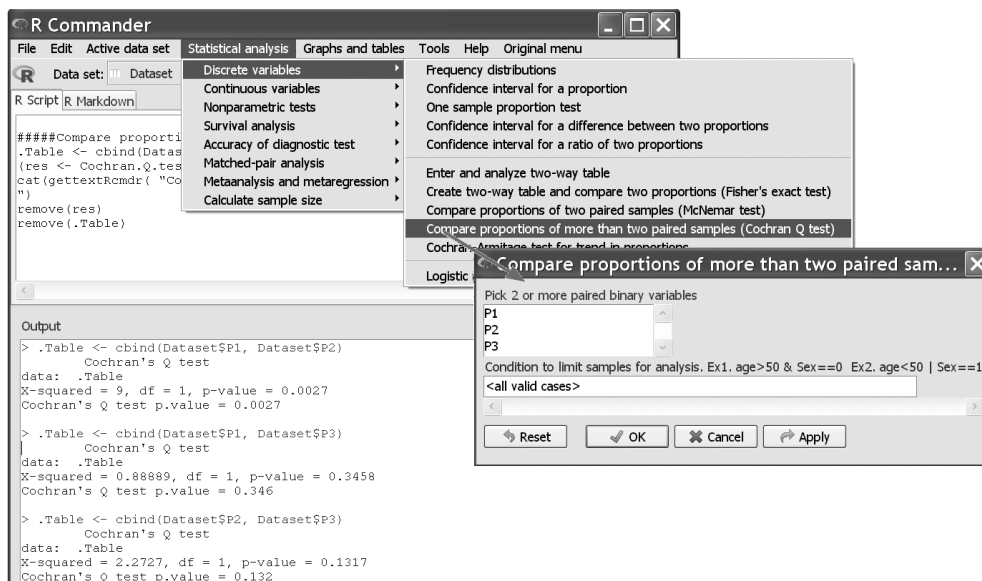 R Commander
File Edit Active data set Statistical analysis Graphs and tables Tools Help Original menu
Data set: Dataset
R Script R Markdown
#####Compare proporti
.Table <- cbind(Datas
(res <- Cochran.Q.tes
cat(gettextRcmdr( "Co
")
remove(res)
remove(.Table)
Discrete variables
Continuous variables
Nonparametric tests
Survival analysis
Accuracy of diagnostic test
Matched-pair analysis
Metaanalysis and metaregression
Calculate sample size
Frequency distributions
Confidence interval for a proportion
One sample proportion test
Confidence interval for a difference between two proportions
Confidence interval for a ratio of two proportions
Enter and analyze two-way table
Create two-way table and compare two proportions (Fisher's exact test)
Compare proportions of two paired samples (McNemar test)
Compare proportions of more than two paired samples (Cochran Q test)
Cochran-Armitage test for trend in proportions
Logistic
Compare proportions of more than two paired sam...
Pick 2 or more paired binary variables
P1
P2
P3
Condition to limit samples for analysis. Ex1. age>50 & Sex==0 Ex2. age<50 | Sex==1
<all valid cases>
Reset OK Cancel Apply
Output
> .Table <- cbind(Dataset$P1, Dataset$P2)
Cochran's Q test
data: .Table
X-squared = 9, df = 1, p-value = 0.0027
Cochran's Q test p.value = 0.0027
> .Table <- cbind(Dataset$P1, Dataset$P3)
Cochran's Q test
data: .Table
X-squared = 0.88889, df = 1, p-value = 0.3458
Cochran's Q test p.value = 0.346
> .Table <- cbind(Dataset$P2, Dataset$P3)
Cochran's Q test
data: .Table
X-squared = 2.2727, df = 1, p-value = 0.1317
Cochran's Q test p.value = 0.132